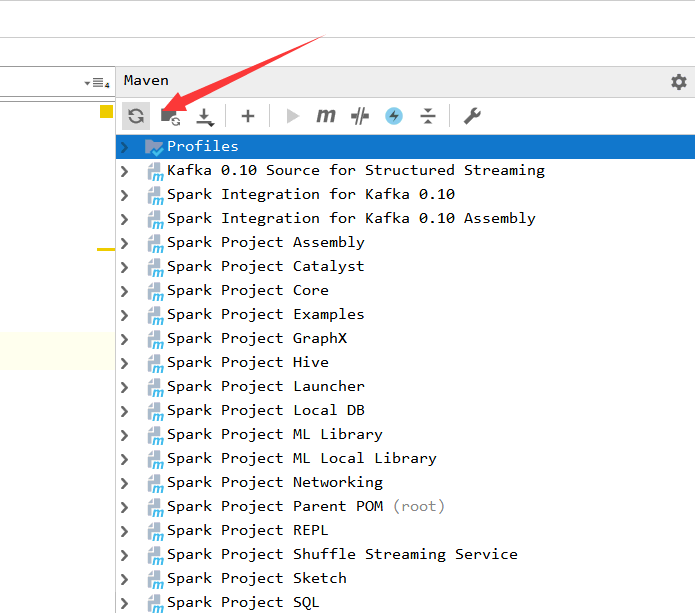 4
Maven
m
Profiles
Kafka 0.10 Source for Structured Streaming
Spark Integration for Kafka 0.10
Spark Integration for Kafka 0.10 Assembly
Spark Project Assembly
Spark Project Catalyst
Spark Project Core
Spark Project Examples
Spark Project GraphX
Spark Project Hive
Spark Project Launcher
Spark Project Local DB
Spark Project ML Library
Spark Project ML Local Library
Spark Project Networking
Spark Project Parent POM (root)
Spark Project REPL
Spark Project Shuffle Streaming Service
Spark Project Sketch
Spark Project SQL